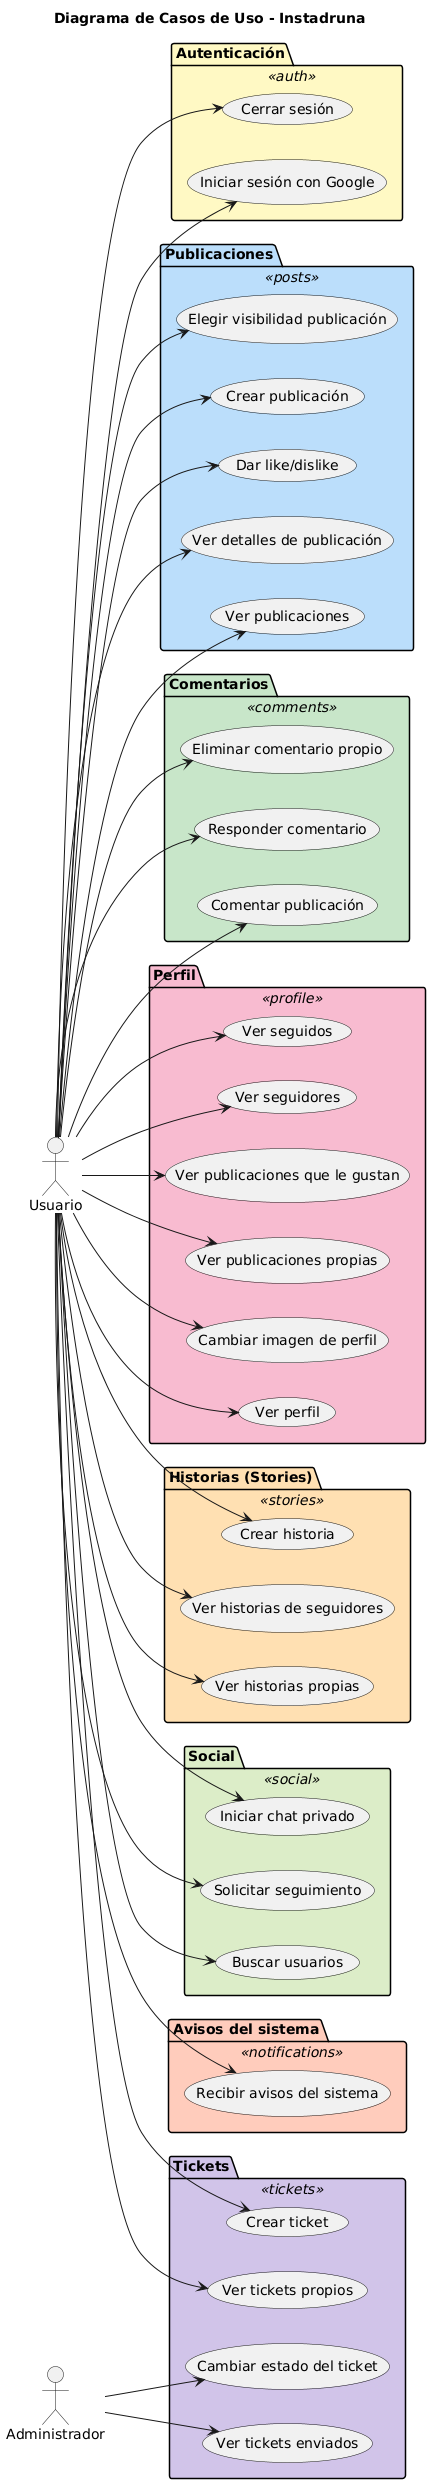 Diagrama de Casos de Uso - Instadruna
Autenticación
«auth»
Cerrar sesión
Iniciar sesión con Google
Publicaciones
«posts»
Elegir visibilidad publicación
Crear publicación
Dar like/dislike
Ver detalles de publicación
Ver publicaciones
Comentarios
«comments»
Eliminar comentario propio
Responder comentario
Comentar publicación
Perfil
«profile»
Ver seguidos
Ver seguidores
Usuario
Ver publicaciones que le gustan
Ver publicaciones propias
Cambiar imagen de perfil
Ver perfil
Historias (Stories)
«stories»
Crear historia
Ver historias de seguidores
Ver historias propias
Social
«social»
Iniciar chat privado
Solicitar seguimiento
Buscar usuarios
Avisos del sistema
«notifications»
Recibir avisos del sistema
Tickets
«tickets»
Crear ticket
Ver tickets propios
Cambiar estado del ticket
Administrador
Ver tickets enviados